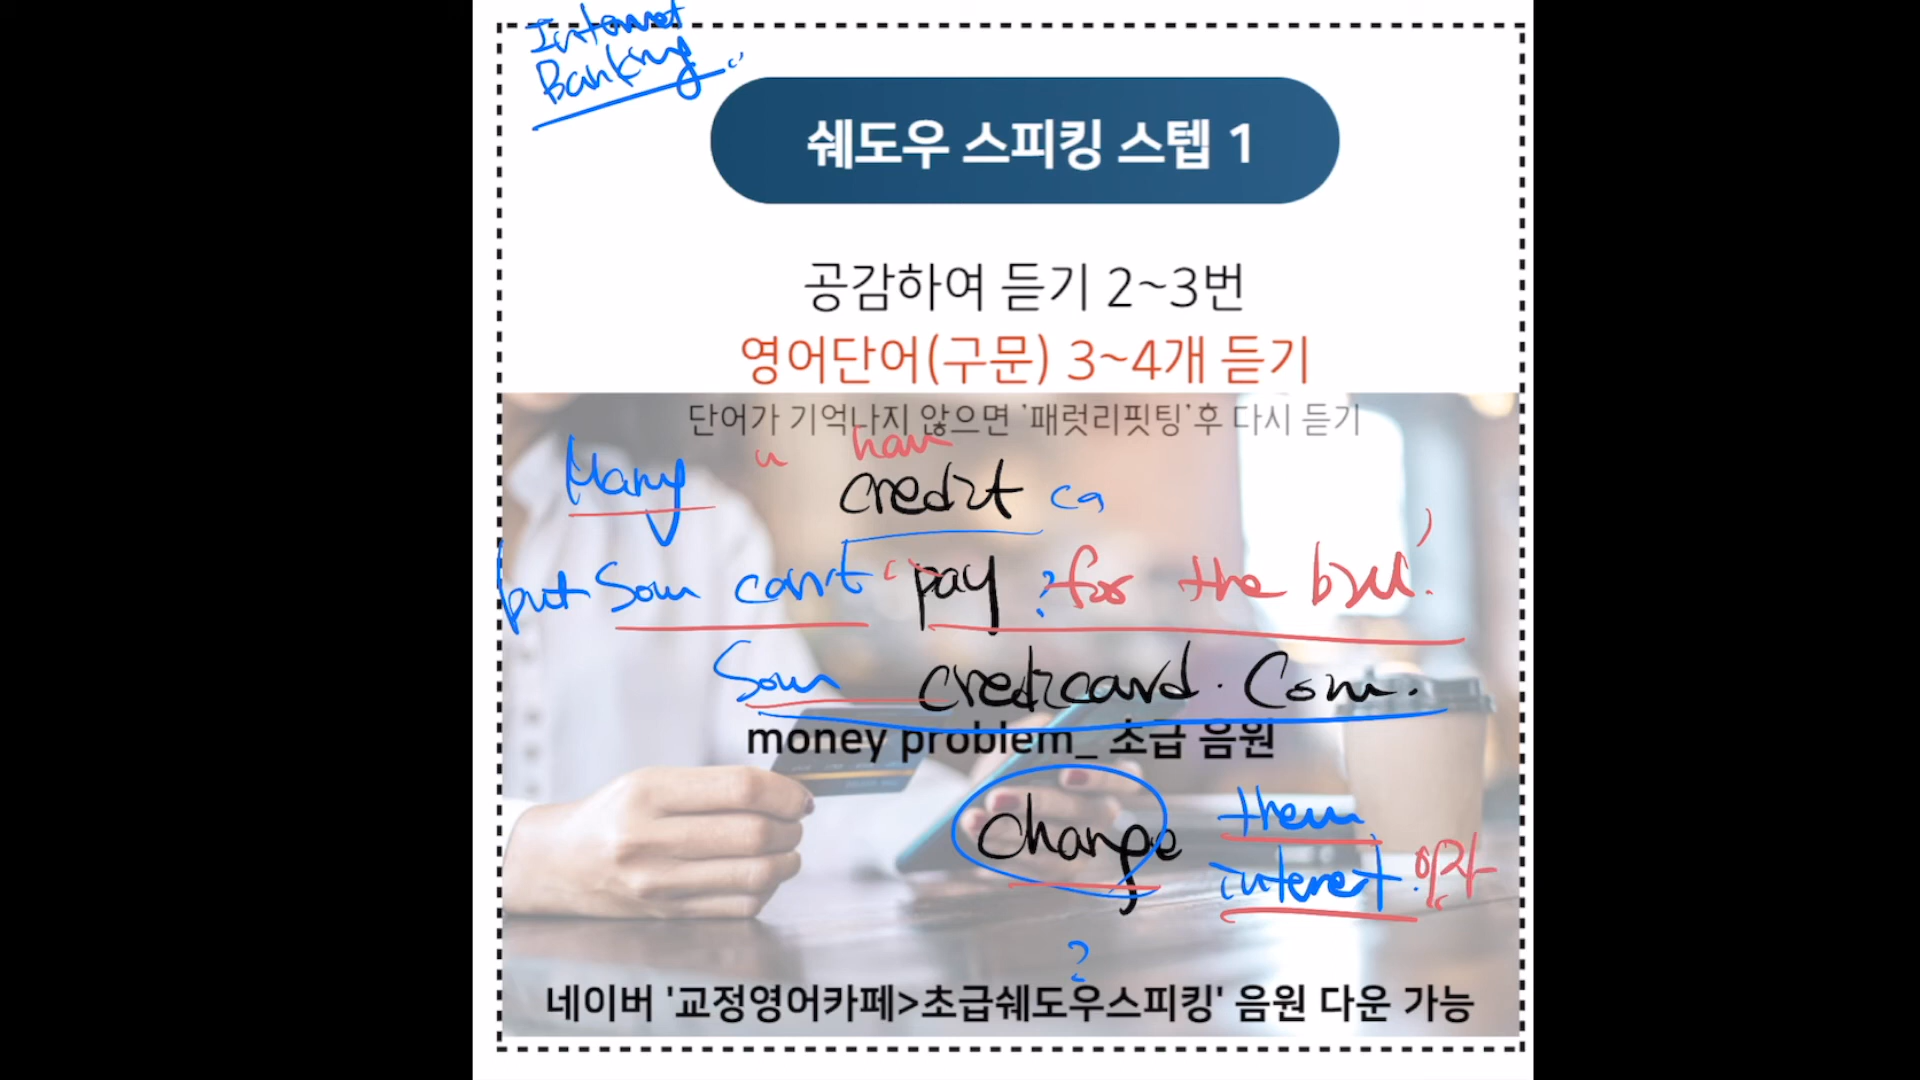 Internet
Banking
쉐도우 스피킹 스텝 1
공감하여 듣기 2~3번
영어단어(구문) 3~4개 듣기
단어가 기억나지 않으면 '패럿리핏팅'후 다시 듣기
Many credit
but can't pay ? for the
credicard. Com.
money problem_ 초급 음원
change them
interest. 이자
?
네이버 '교정영어카페>초급쉐도우스피킹' 음원 다운 가능